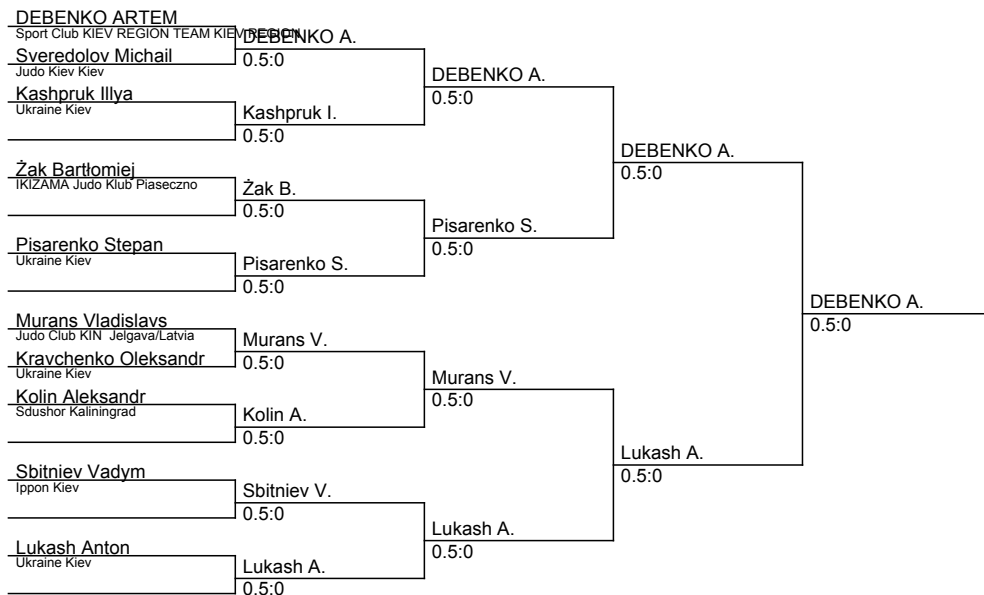 DEBENKO ARTEM
Sport Club KIEV REGION TEAM KIEV REGION
Sveredolov Michail
Judo Kiev Kiev
Kashpruk Illya
Ukraine Kiev
Żak Bartłomiej
IKIZAMA Judo Klub Piaseczno
Pisarenko Stepan
Ukraine Kiev
Murans Vladislavs
Judo Club KIN Jelgava/Latvia
Kravchenko Oleksandr
Ukraine Kiev
Kolin Aleksandr
Sdushor Kaliningrad
Sbitniev Vadym
Ippon Kiev
Lukash Anton
Ukraine Kiev
DEBENKO A.
0.5:0
Kashpruk I.
0.5:0
Żak B.
0.5:0
Pisarenko S.
0.5:0
Murans V.
0.5:0
Kolin A.
0.5:0
Sbitniev V.
0.5:0
Lukash A.
0.5:0
DEBENKO A.
0.5:0
Pisarenko S.
0.5:0
Murans V.
0.5:0
Lukash A.
0.5:0
DEBENKO A.
0.5:0
Lukash A.
0.5:0
DEBENKO A.
0.5:0